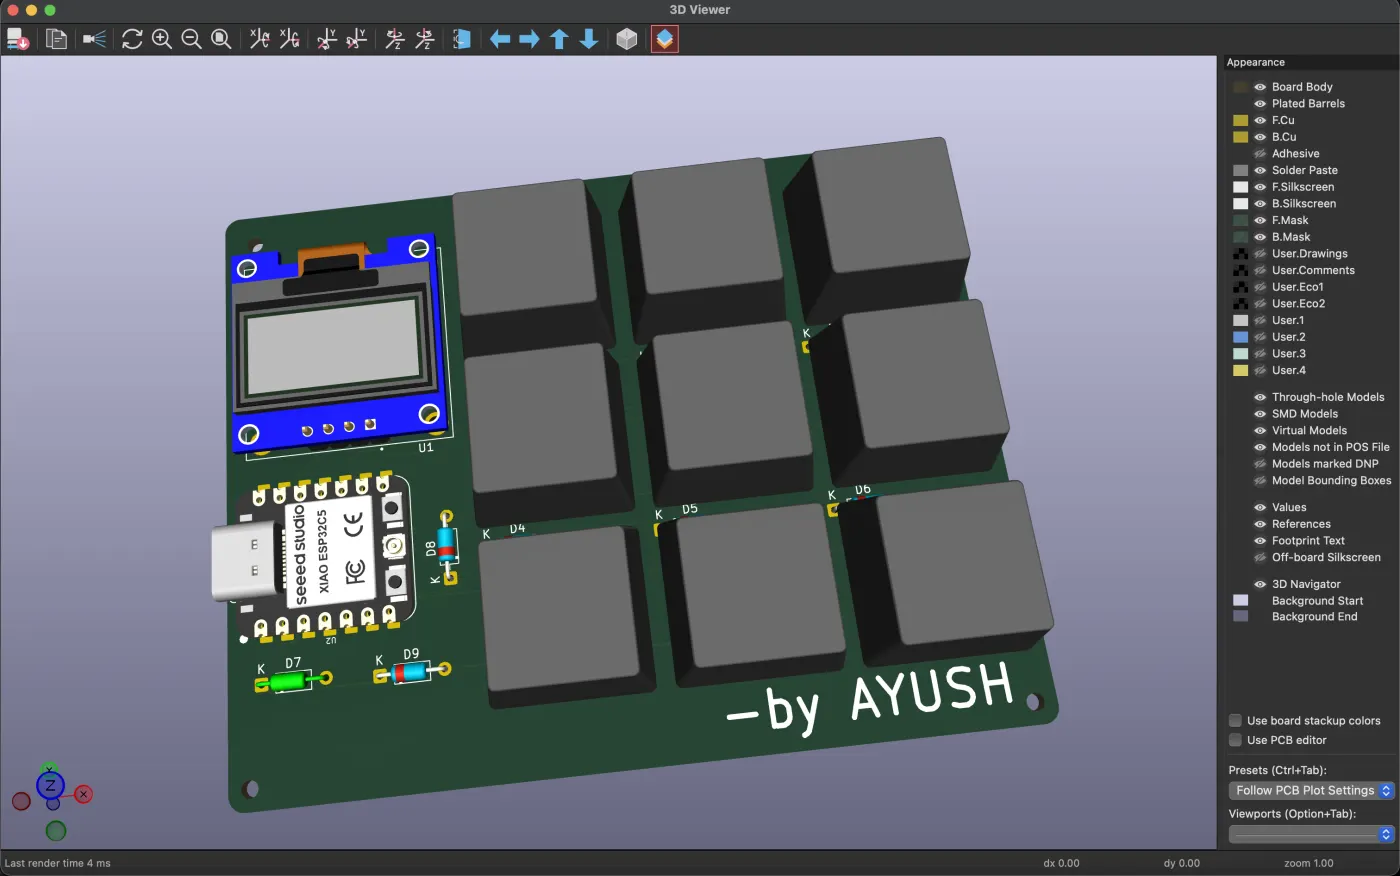 3D Viewer
Appearance
Board Body
Plated Barrels
F.Cu
B.Cu
Adhesive
Solder Paste
F.Silkscreen
B.Silkscreen
F.Mask
B.Mask
User.Drawings
User.Comments
User.Eco1
User.Eco2
User.1
User.2
User.3
User.4
Through-hole Models
SMD Models
Virtual Models
Models not in POS File
Models marked DNP
Model Bounding Boxes
Values
References
Footprint Text
Off-board Silkscreen
3D Navigator
Background Start
Background End
Use board stackup colors
Use PCB editor
Presets (Ctrl+Tab):
Follow PCB Plot Settings
Viewports (Option+Tab):
K
U1
K D6
K D5
K D4
D8
K
seeed studio
XIAO ESP32C5
FC CE
U2
K D7
K D9
—by AYUSH
Y
Z
X
Last render time 4 ms
dx 0.00
dy 0.00
zoom 1.00